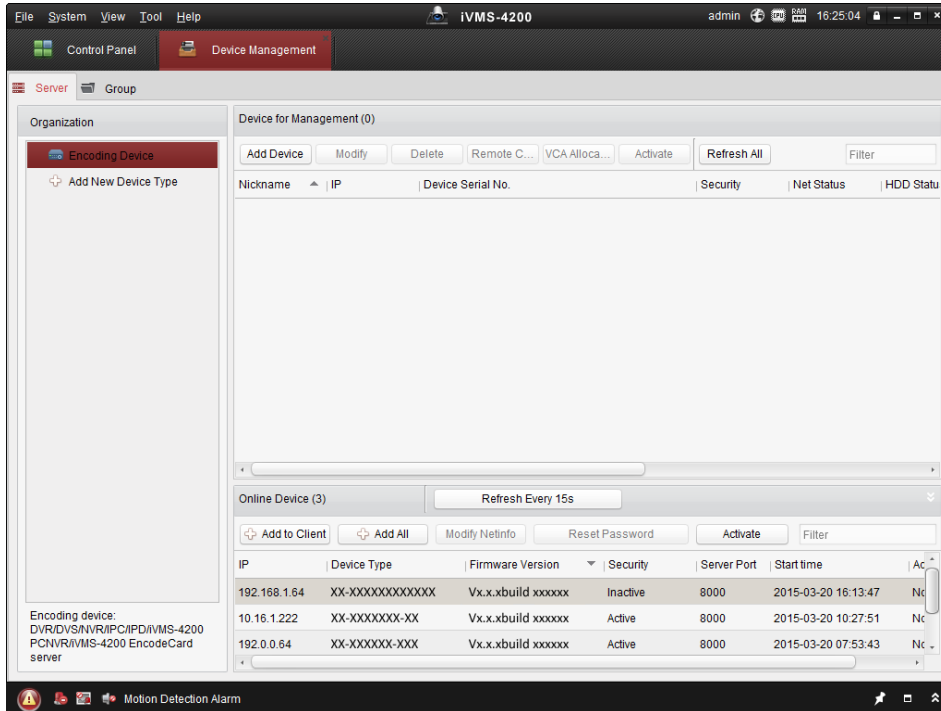 File System View Tool Help iVMS-4200 admin CPU RAM 16:25:04
Control Panel Device Management
Server Group
Organization
Encoding Device
Add New Device Type
Encoding device:
DVR/DVS/NVR/IPC/IPD/iVMS-4200
PCNVR/iVMS-4200 EncodeCard
server
Device for Management (0)
Add Device Modify Delete Remote C... VCA Alloca... Activate Refresh All Filter
Nickname IP Device Serial No. Security Net Status HDD Statu
Online Device (3) Refresh Every 15s
Add to Client Add All Modify Netinfo Reset Password Activate Filter
IP Device Type Firmware Version Security Server Port Start time Ac
192.168.1.64 XX-XXXXXXXXXXXX Vx.x.xbuild xxxxxx Inactive 8000 2015-03-20 16:13:47 No
10.16.1.222 XX-XXXXXXX-XX Vx.x.xbuild xxxxxx Active 8000 2015-03-20 10:27:51 No
192.0.0.64 XX-XXXXXX-XXX Vx.x.xbuild xxxxxx Active 8000 2015-03-20 07:53:43 No
Motion Detection Alarm